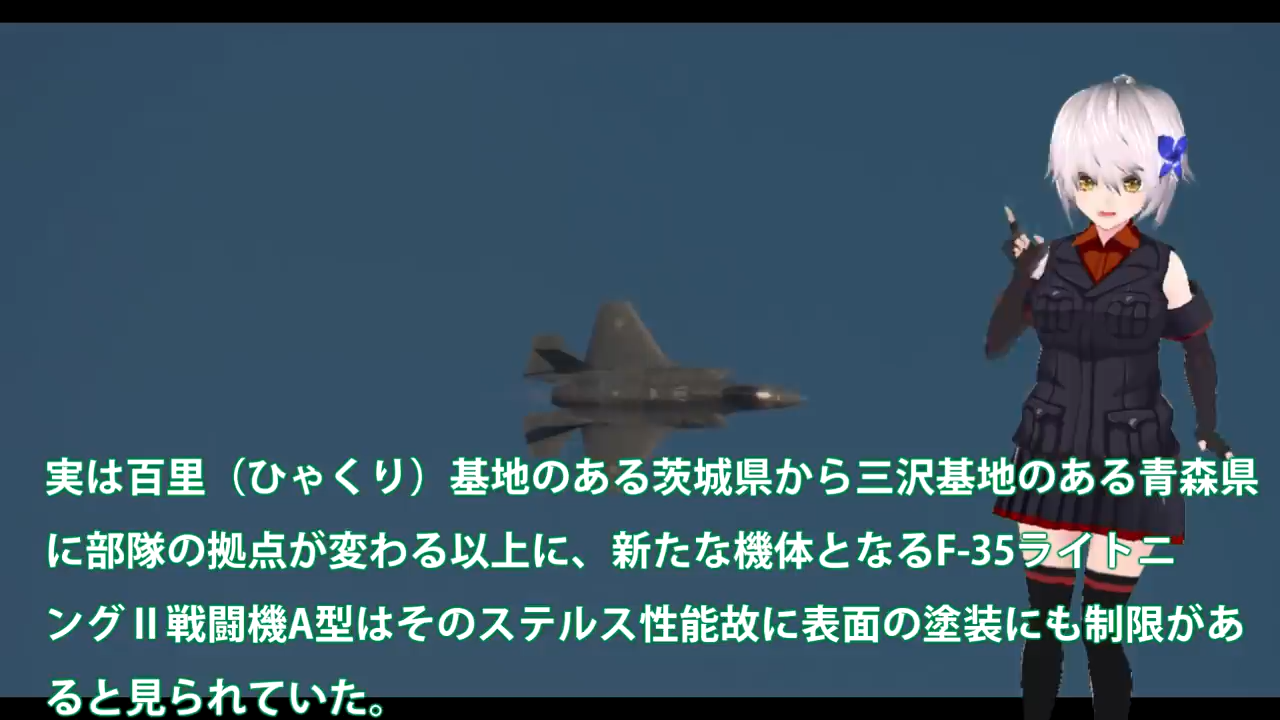 実は百里（ひゃくり）基地のある茨城県から三沢基地のある青森県
に部隊の拠点が変わる以上に、新たな機体となるF-35ライトニ
ングⅡ戦闘機A型はそのステルス性能故に表面の塗装にも制限があ
ると見られていた。